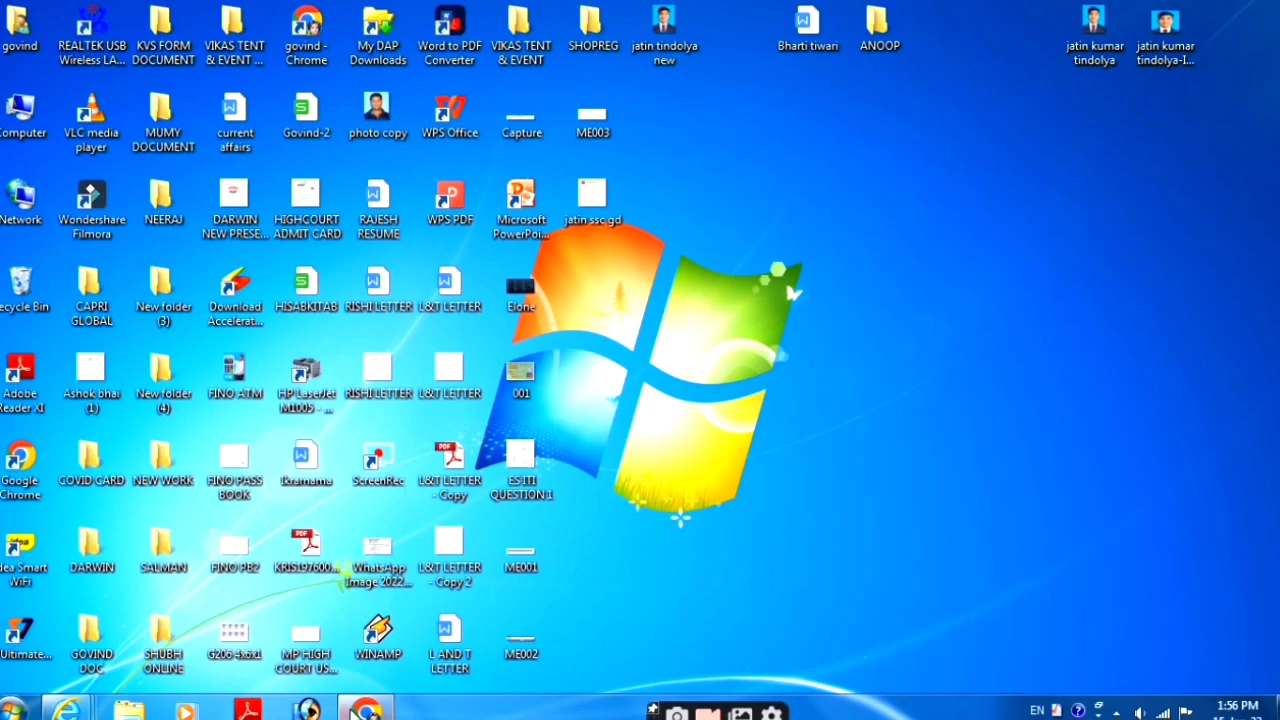 govind
REALTEK USB
Wireless LA...
KVS FORM
DOCUMENT
VIKAS TENT
& EVENT ...
govind -
Chrome
My DAP
Downloads
Word to PDF
Converter
VIKAS TENT
& EVENT
SHOPREG
jatin tindolya
new
Bharti tiwari
ANOOP
jatin kumar
tindolya
jatin kumar
tindolya-I...
Computer
VLC media
player
MUMY
DOCUMENT
current
affairs
Govind-2
photo copy
WPS Office
Capture
ME003
Network
Wondershare
Filmora
NEERAJ
DARWIN
NEW PRESE...
HIGHCOURT
ADMIT CARD
RAJESH
RESUME
WPS PDF
Microsoft
PowerPoi...
jatin ssc gd
ecycle Bin
CAPRI
GLOBAL
New folder
(3)
Download
Accelerat...
HISABKITAB
RISHI LETTER
L&T LETTER
Elone
Adobe
Reader XI
Ashok bhai
(1)
New folder
(4)
FINO ATM
HP LaserJet
M1005 - ...
RISHI LETTER
L&T LETTER
001
Google
Chrome
COVID CARD
NEW WORK
FINO PASS
BOOK
Ikrarnama
ScreenRec
PDF
L&T LETTER
- Copy
ES ITI
QUESTION 1
idea
Idea Smart
WiFi
DARWIN
SALMAN
FINO PB2
PDF
KRIS197600...
WhatsApp
Image 2022...
L&T LETTER
- Copy 2
ME001
Ultimate...
GOVIND
DOC
SHUBH
ONLINE
G206 4x6x1
MP HIGH
COURT US...
WINAMP
L AND T
LETTER
ME002
EN
1:56 PM